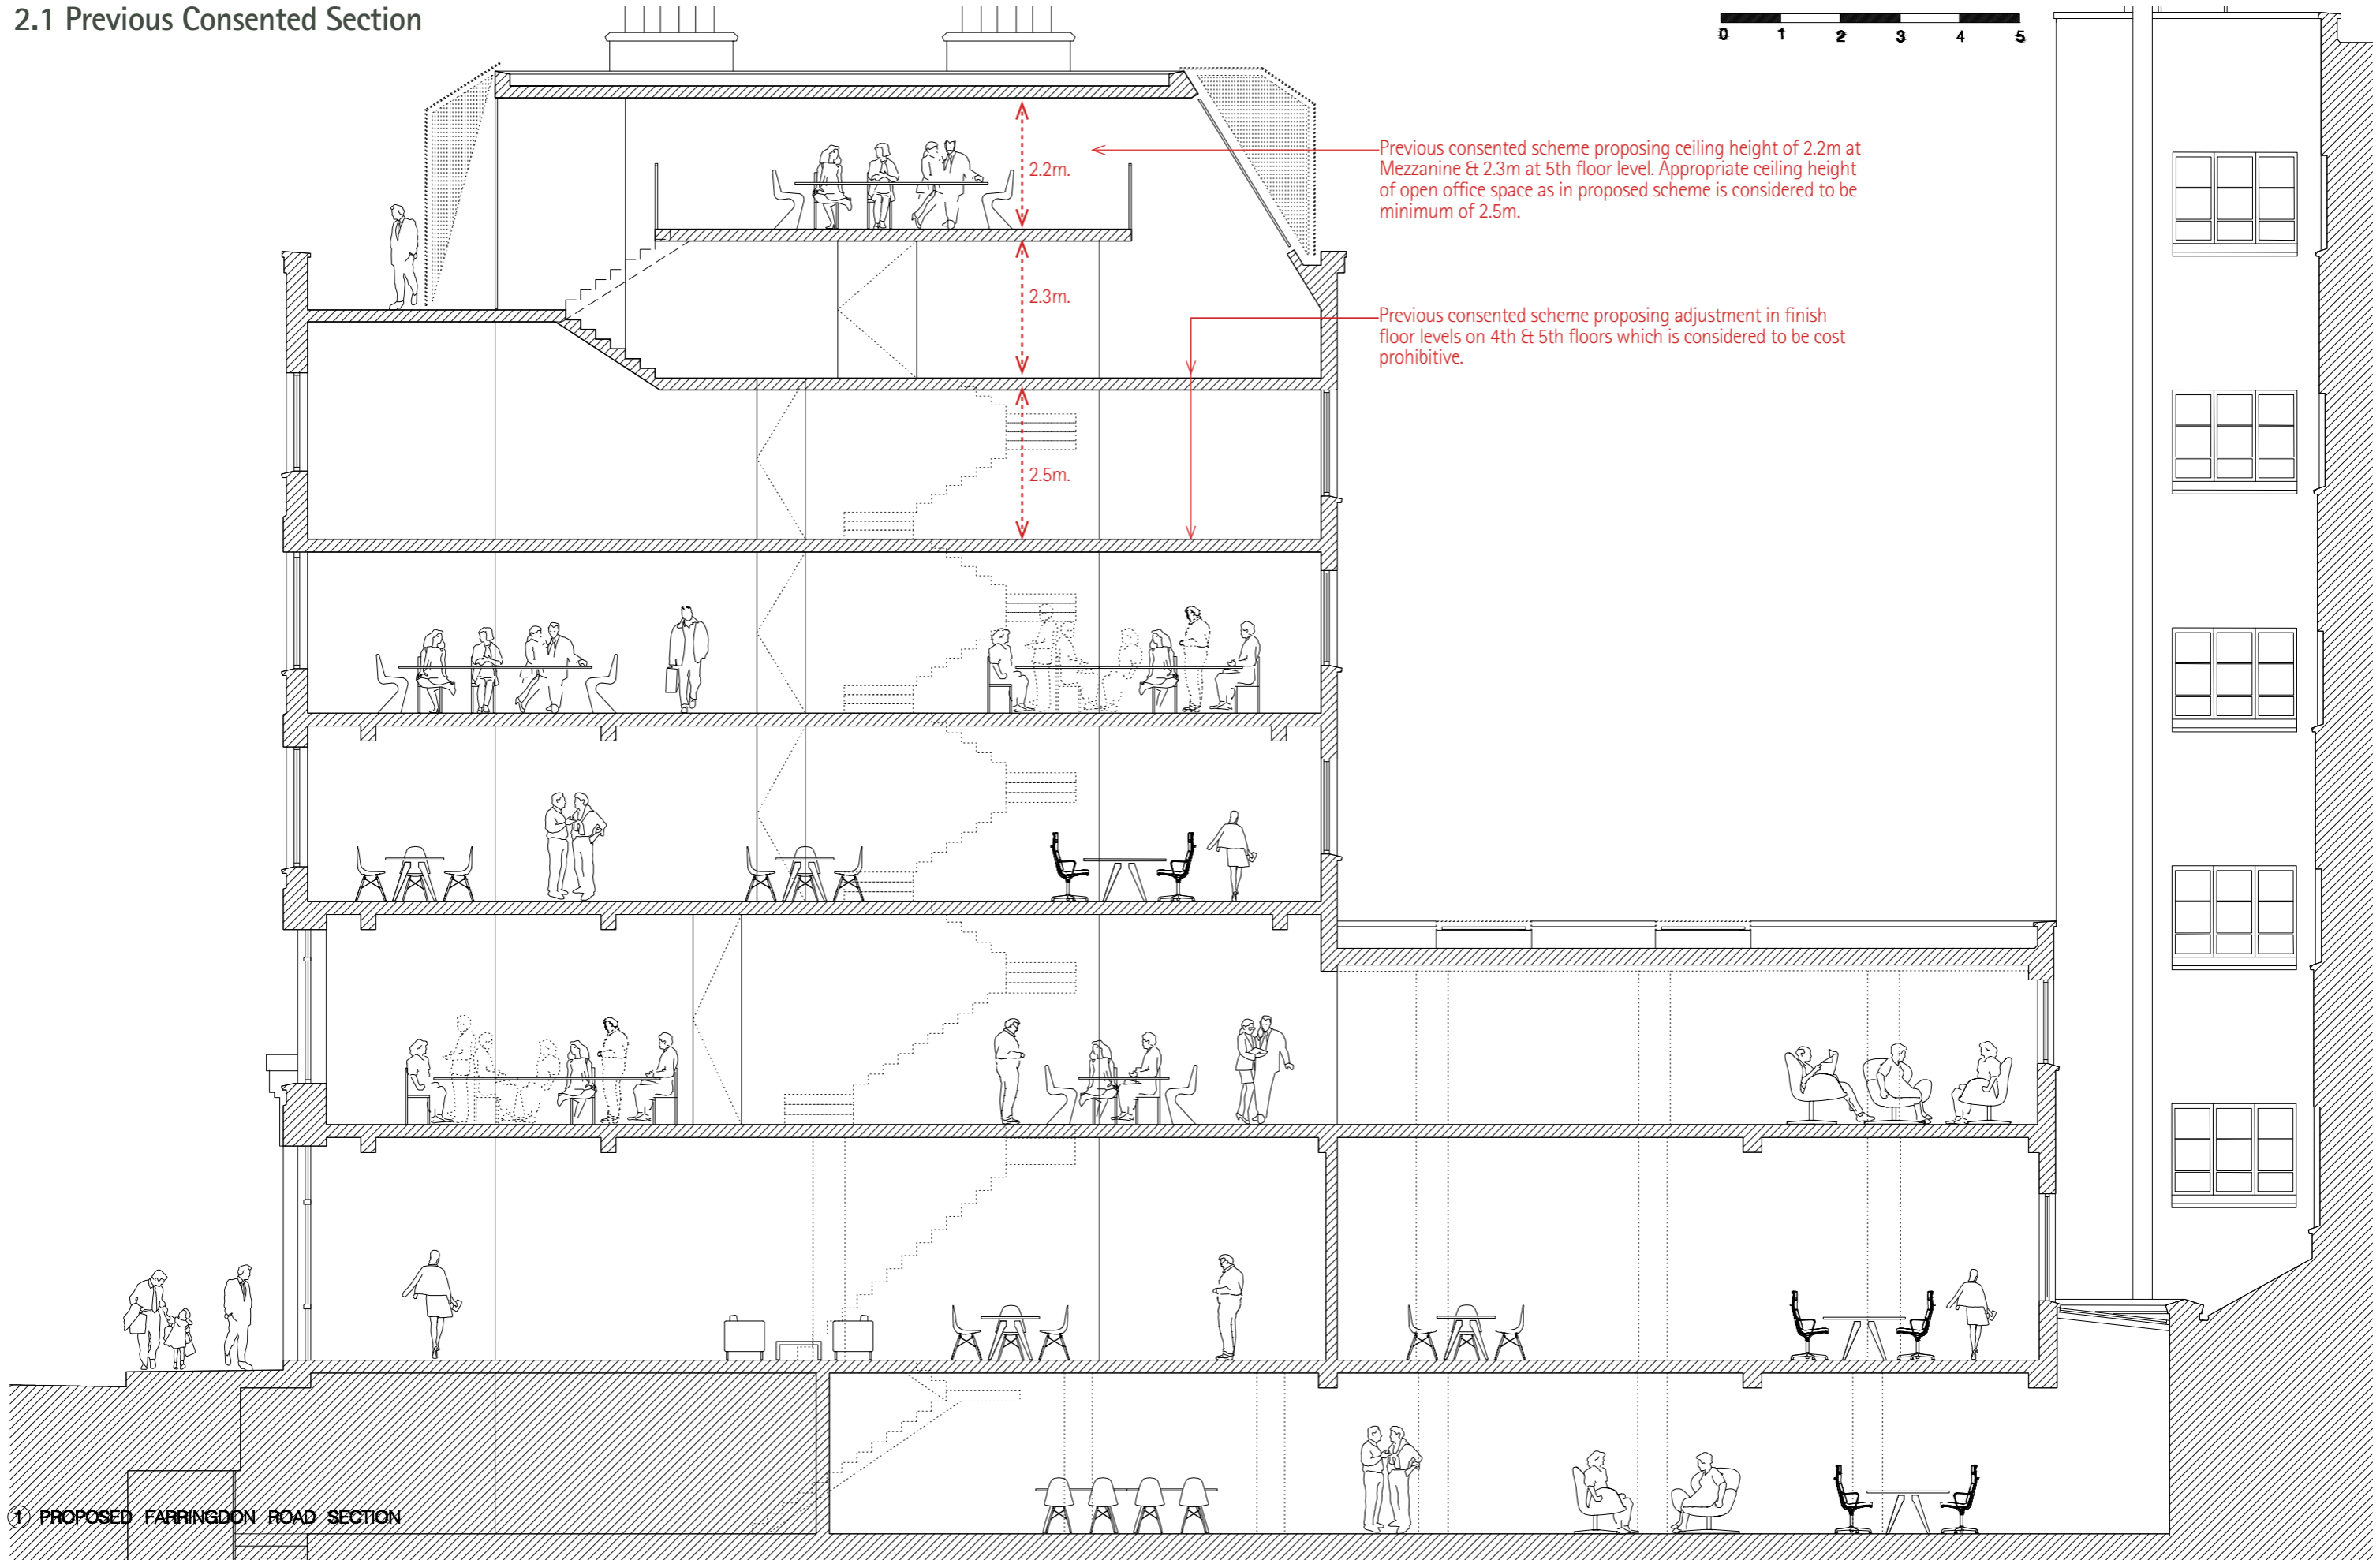 2.1 Previous Consented Section
0 1 2 3 4 5
2.2m.
Previous consented scheme proposing ceiling height of 2.2m at
Mezzanine & 2.3m at 5th floor level. Appropriate ceiling height
of open office space as in proposed scheme is considered to be
minimum of 2.5m.
2.3m.
Previous consented scheme proposing adjustment in finish
floor levels on 4th & 5th floors which is considered to be cost
prohibitive.
2.5m.
1 PROPOSED FARRINGDON ROAD SECTION